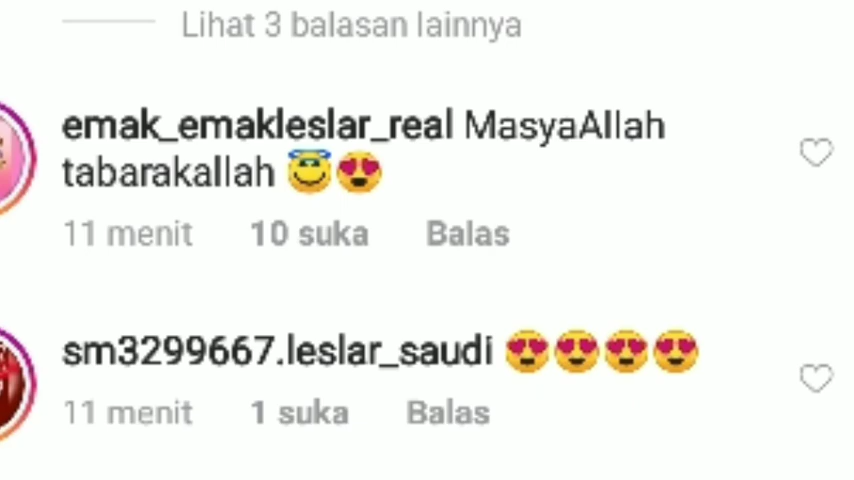 Lihat 3 balasan lainnya
emak_emakleslar_real MasyaAllah
tabarakallah 😇😍
11 menit 10 suka Balas
sm3299667.leslar_saudi 😍😍😍😍
11 menit 1 suka Balas